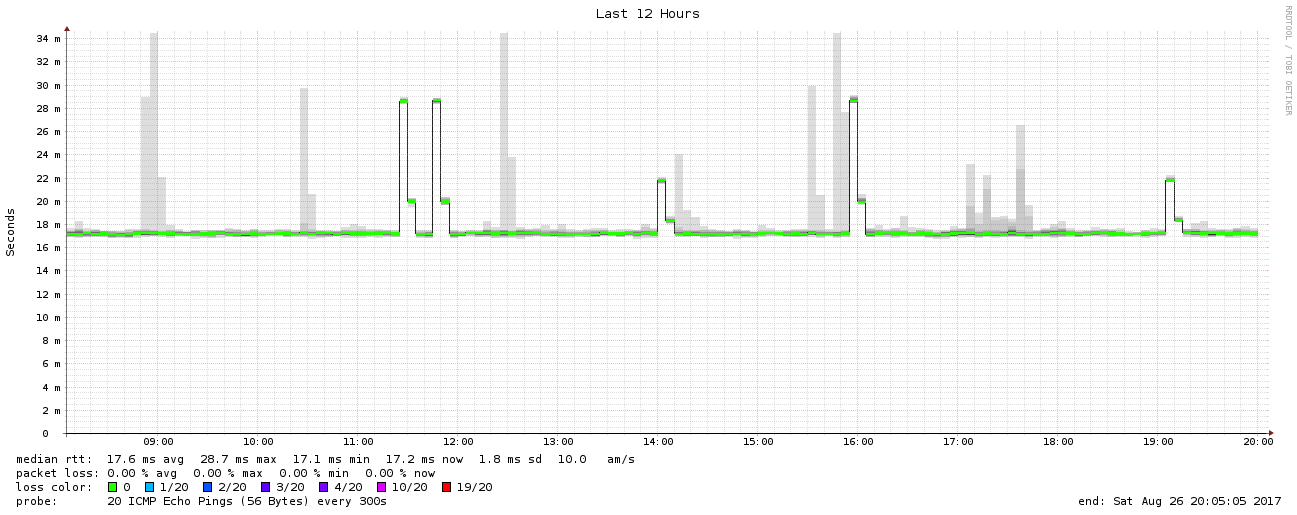 Last 12 Hours
RRDTOOL / TOBI OETIKER
Seconds
34 m
32 m
30 m
28 m
26 m
24 m
22 m
20 m
18 m
16 m
14 m
12 m
10 m
8 m
6 m
4 m
2 m
0
09:00 10:00 11:00 12:00 13:00 14:00 15:00 16:00 17:00 18:00 19:00 20:00
median rtt: 17.6 ms avg 28.7 ms max 17.1 ms min 17.2 ms now 1.8 ms sd 10.0 am/s
packet loss: 0.00 % avg 0.00 % max 0.00 % min 0.00 % now
loss color: 0 1/20 2/20 3/20 4/20 10/20 19/20
probe: 20 ICMP Echo Pings (56 Bytes) every 300s end: Sat Aug 26 20:05:05 2017